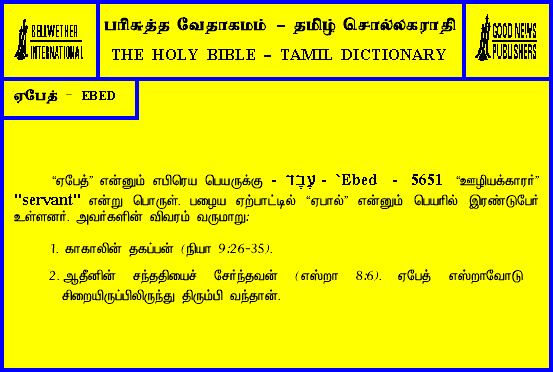 BELLWETHER
INTERNATIONAL
பரிசுத்த வேதாகமம் – தமிழ் சொல்லகராதி
THE HOLY BIBLE – TAMIL DICTIONARY
GOOD NEWS
PUBLISHERS
ஏபேத் - EBED
“ஏபேத்” என்னும் எபிரெய பெயருக்கு - עֶבֶד - `Ebed - 5651 “ஊழியக்காரர்”
"servant" என்று பொருள். பழைய ஏற்பாட்டில் “ஏபால்” என்னும் பெயரில் இரண்டுபேர்
உள்ளனர். அவர்களின் விவரம் வருமாறு:
1. காகாலின் தகப்பன் (நியா 9:26-35).
2. ஆதீனின் சந்ததியைச் சேர்ந்தவன் (எஸ்றா 8:6). ஏபேத் எஸ்றாவோடு
சிறையிருப்பிலிருந்து திரும்பி வந்தான்.